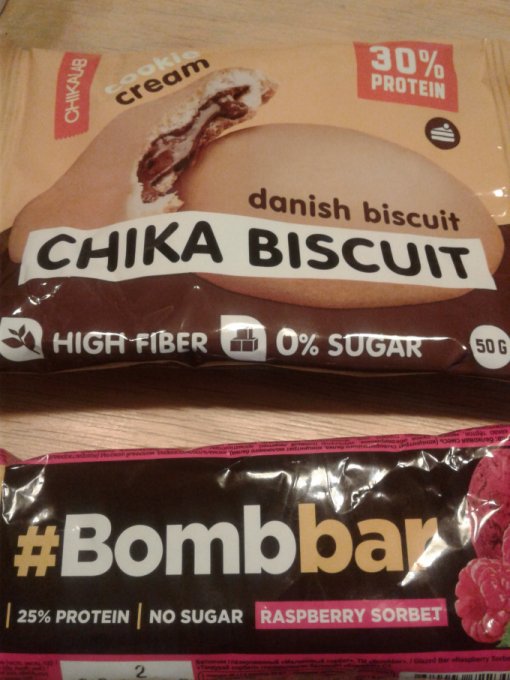 CHIKALAB
cookie
cream
30%
PROTEIN
danish biscuit
CHIKA BISCUIT
HIGH FIBER
0% SUGAR
50 G
#Bombbar
25% PROTEIN | NO SUGAR
RASPBERRY SORBET
2